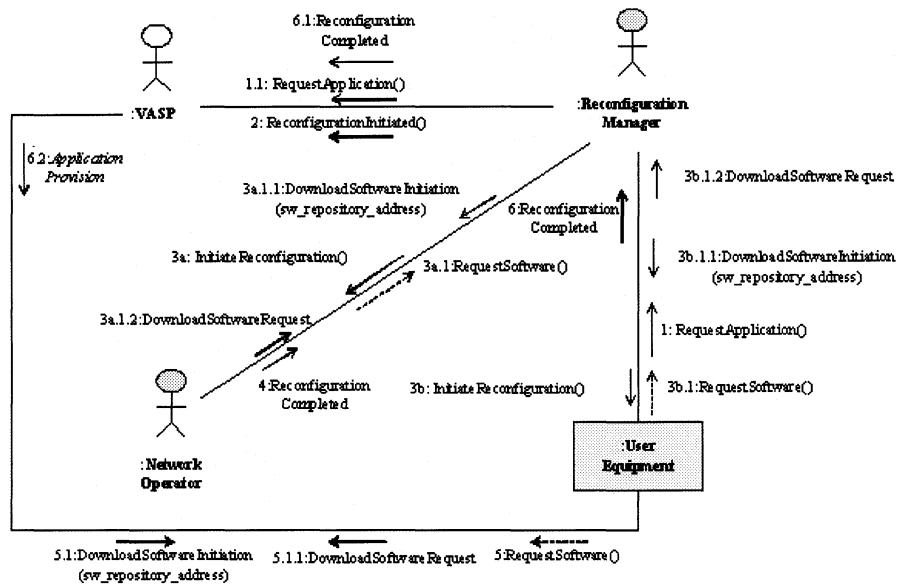 6.1:Reconfiguration
Completed
1.1: RequestApplication()
:VASP
:Reconfiguration
Manager
2: ReconfigurationInitiated()
6.2:Application
Provision
3a.1.1:DownloadSoftwareInitiation
(sw_repository_address)
6:Reconfiguration
Completed
3b.1.2:DownloadSoftwareRequest
3a: InitiateReconfiguration()
3a.1:RequestSoftware()
3b.1.1:DownloadSoftwareInitiation
(sw_repository_address)
3a.1.2:DownloadSoftwareRequest
1: RequestApplication()
4:Reconfiguration
Completed
3b: InitiateReconfiguration()
3b.1:RequestSoftware()
:Network
Operator
:User
Equipment
5.1:DownloadSoftwareInitiation
(sw_repository_address)
5.1.1:DownloadSoftwareRequest
5:RequestSoftware()